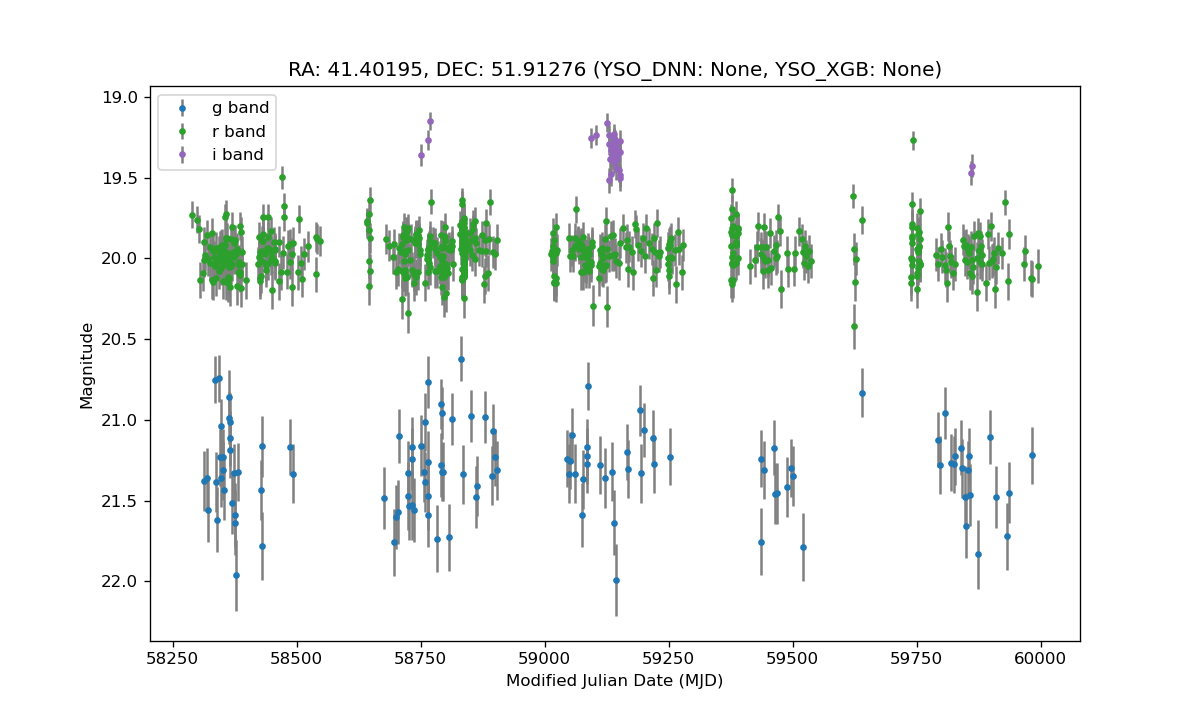 RA: 41.40195, DEC: 51.91276 (YSO_DNN: None, YSO_XGB: None)
g band
r band
i band
19.0
19.5
20.0
20.5
21.0
21.5
22.0
Magnitude
58250 58500 58750 59000 59250 59500 59750 60000
Modified Julian Date (MJD)